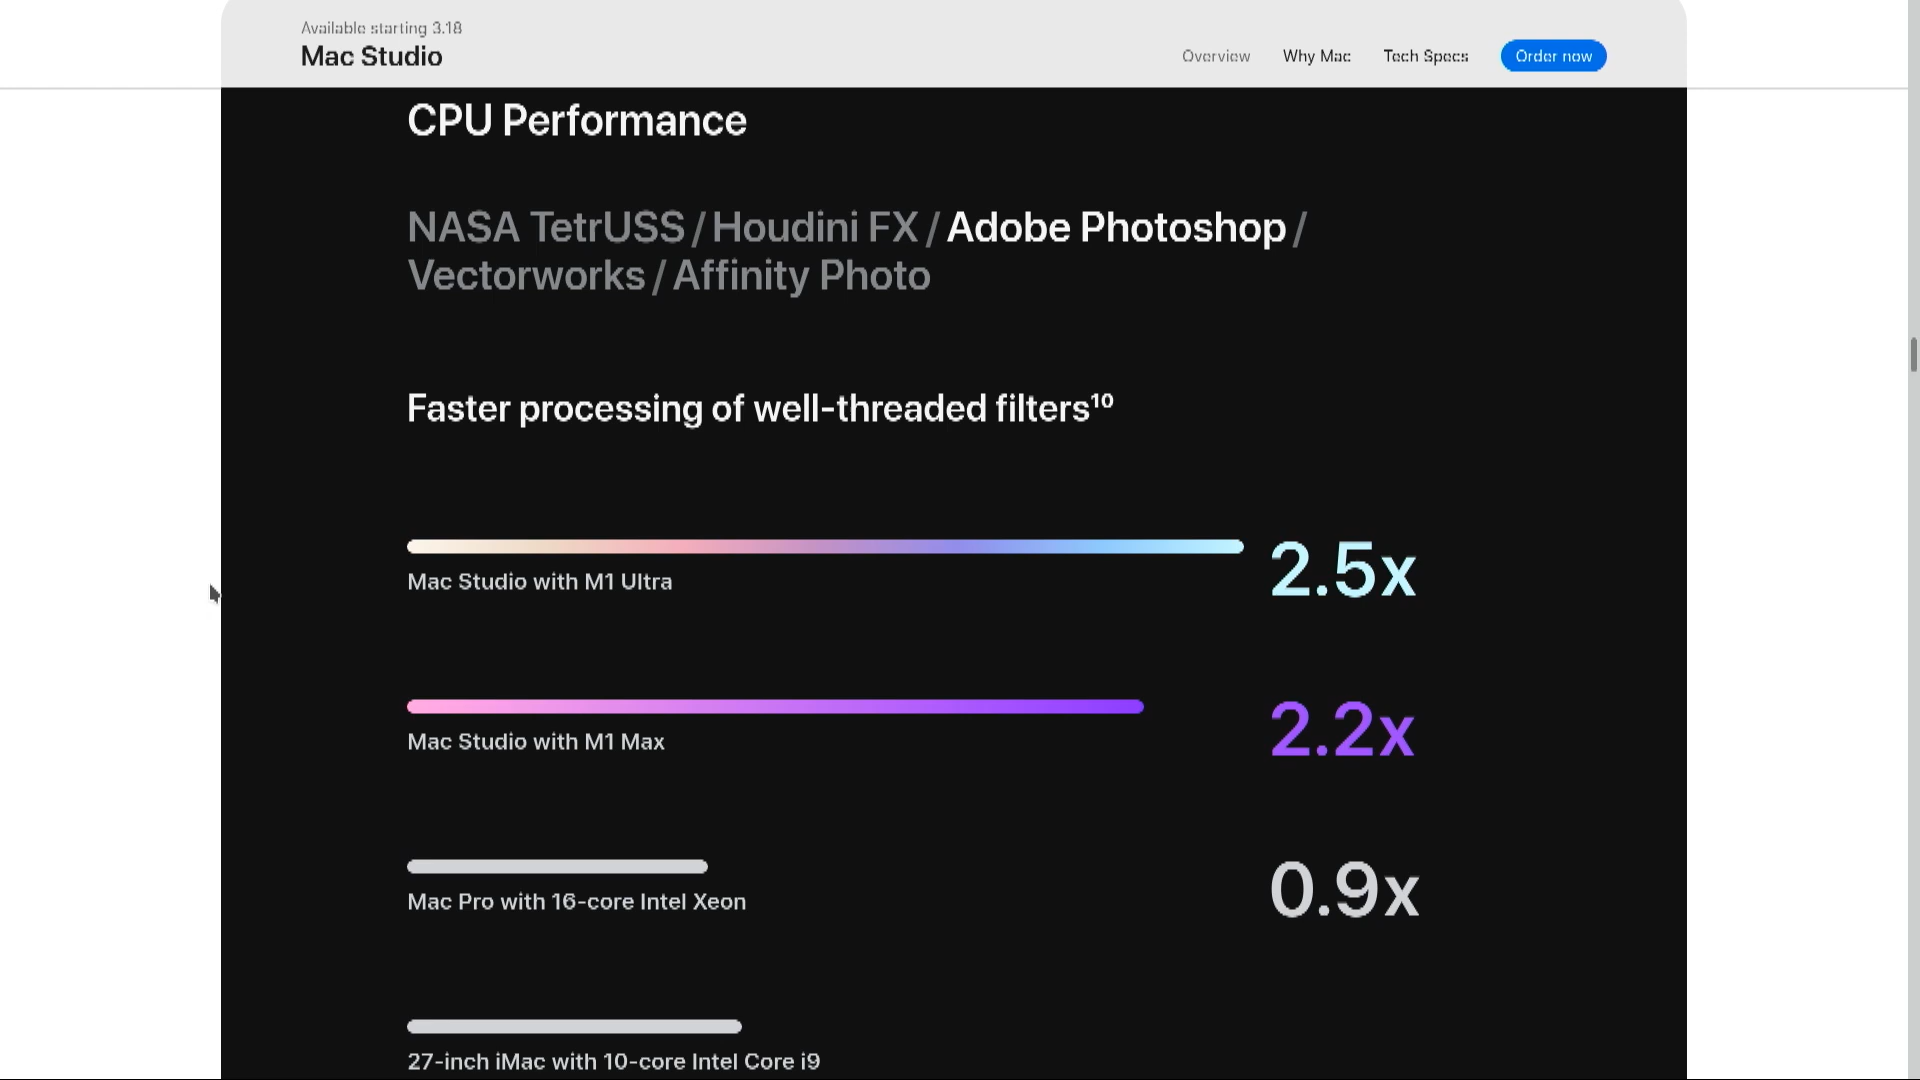 Available starting 3.18
Mac Studio
Overview
Why Mac
Tech Specs
Order now
CPU Performance
NASA TetrUSS / Houdini FX / Adobe Photoshop /
Vectorworks / Affinity Photo
Faster processing of well-threaded filters¹⁰
2.5x
Mac Studio with M1 Ultra
2.2x
Mac Studio with M1 Max
0.9x
Mac Pro with 16-core Intel Xeon
27-inch iMac with 10-core Intel Core i9